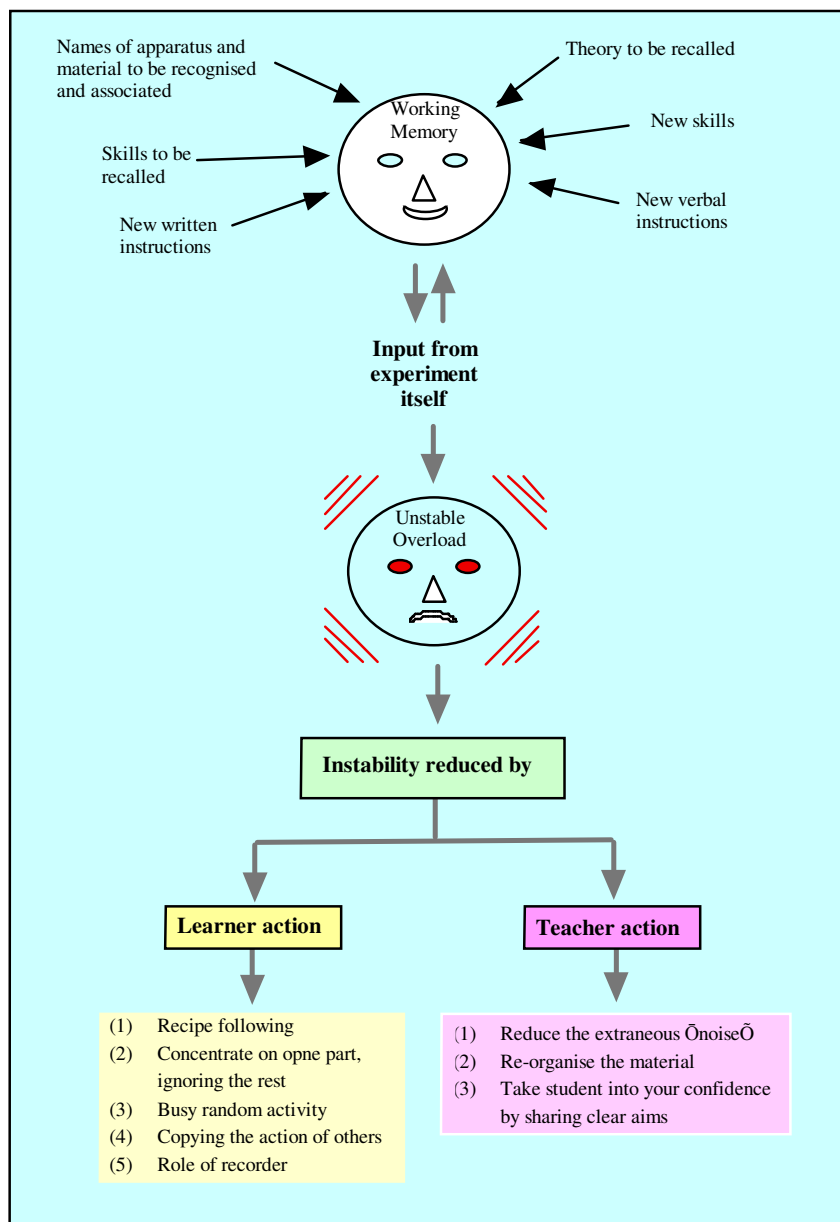 Names of apparatus and
material to be recognised
and associated
Theory to be recalled
Working
Memory
New skills
Skills to be
recalled
New written
instructions
New verbal
instructions
Input from
experiment
itself
Unstable
Overload
Instability reduced by
Learner action
Teacher action
(1) Recipe following
(2) Concentrate on opne part,
ignoring the rest
(3) Busy random activity
(4) Copying the action of others
(5) Role of recorder
(1) Reduce the extraneous ŌnoiseÕ
(2) Re-organise the material
(3) Take student into your confidence
by sharing clear aims